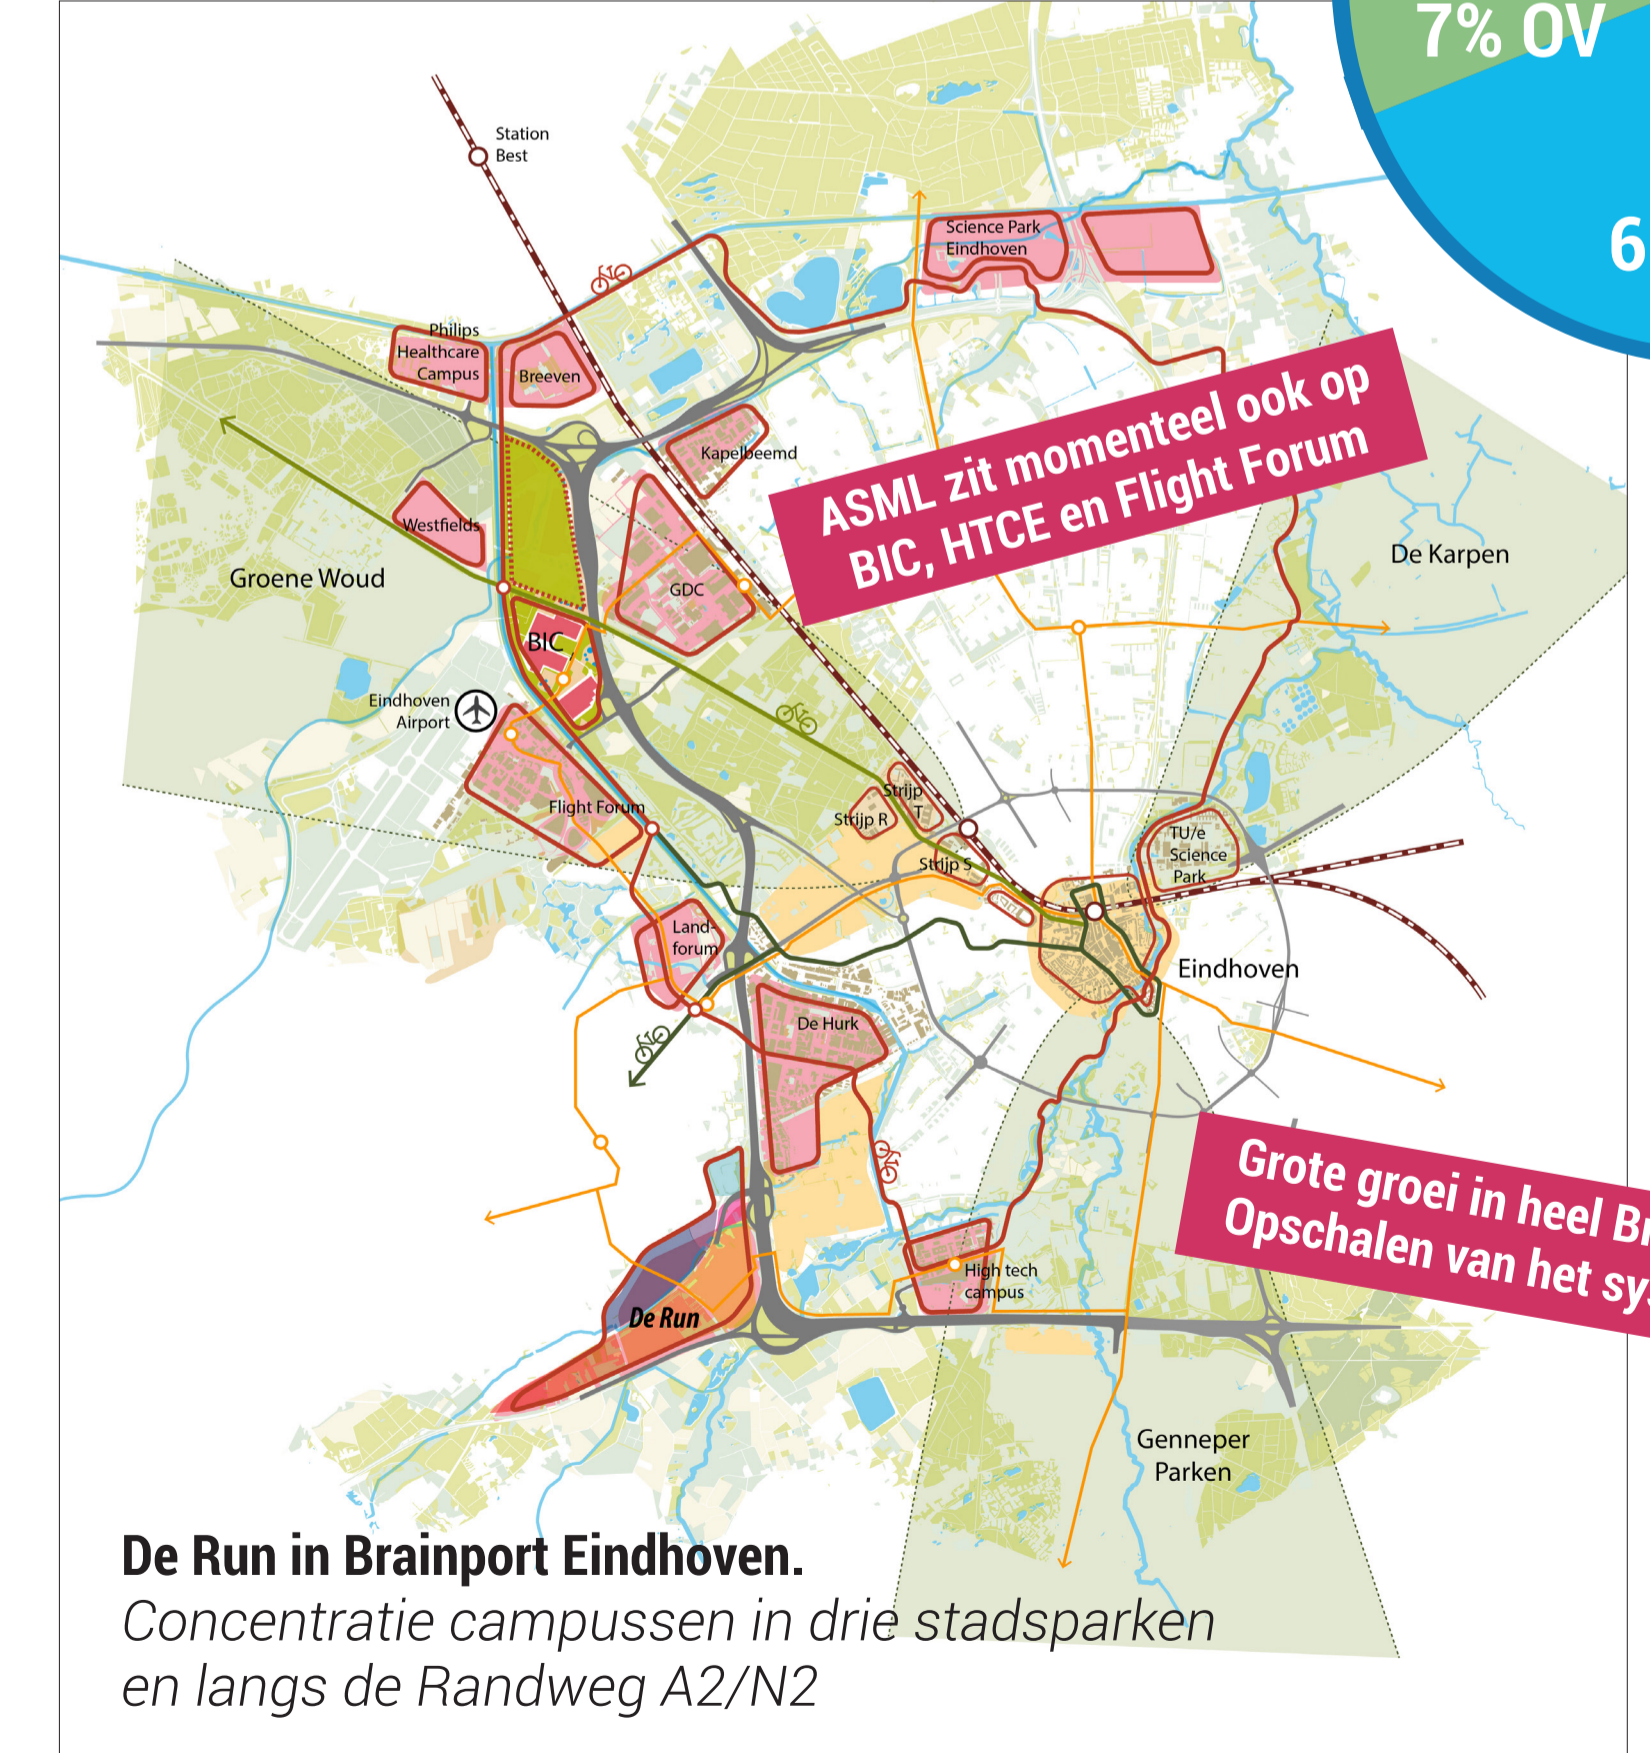 7% OV
6
Station
Best
Science Park
Eindhoven
Philips
Healthcare
Campus
Breeven
Kapelbeemd
ASML zit momenteel ook op
BIC, HTCE en Flight Forum
Westfields
De Karpen
Groene Woud
GDC
BIC
Eindhoven
Airport
Flight Forum
Strijp
T
Strijp R
Strijp S
TU/e
Science
Park
Land-
forum
Eindhoven
De Hurk
Grote groei in heel Br
Opschalen van het sys
High tech
campus
De Run
Genneper
Parken
De Run in Brainport Eindhoven.
Concentratie campussen in drie stadsparken
en langs de Randweg A2/N2